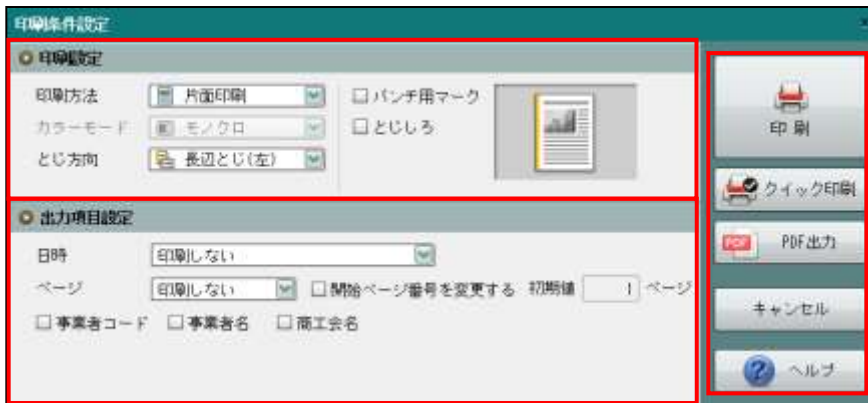 印刷条件設定
印刷設定
印刷方法 片面印刷 パンチ用マーク
カラーモード モノクロ とじしろ
とじ方向 長辺とじ(左)
出力項目設定
日時 印刷しない
ページ 印刷しない 開始ページ番号を変更する 初期値 1 ページ
事業者コード 事業者名 商工会名
印刷
クイック印刷
PDF PDF出力
キャンセル
? ヘルプ